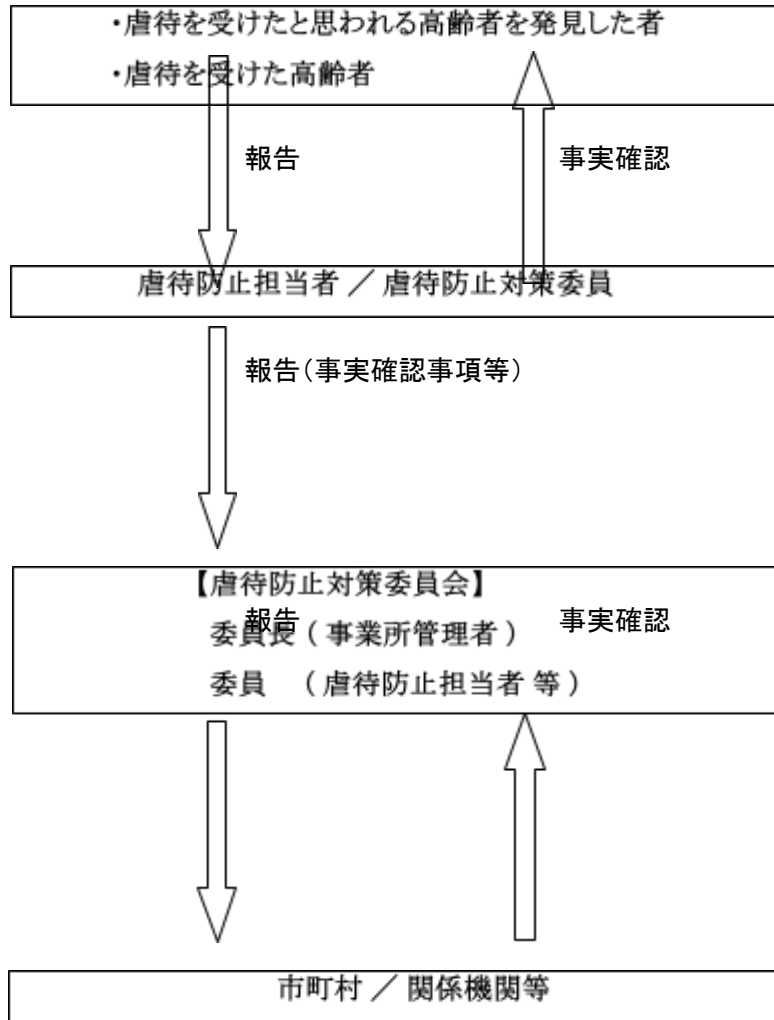 ・虐待を受けたと思われる高齢者を発見した者
・虐待を受けた高齢者
報告
事実確認
虐待防止担当者 ／ 虐待防止対策委員
報告（事実確認事項等）
【虐待防止対策委員会】
委員長（ 事業所管理者 ）
報告
事実確認
委員　（ 虐待防止担当者 等 ）
市町村 ／ 関係機関等